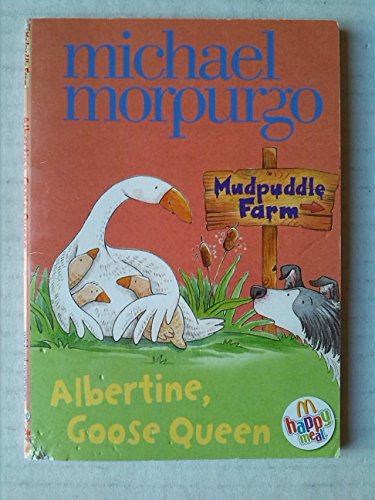 michael
morpurgo
Mudpuddle
Farm
Albertine,
Goose Queen
happy
meal